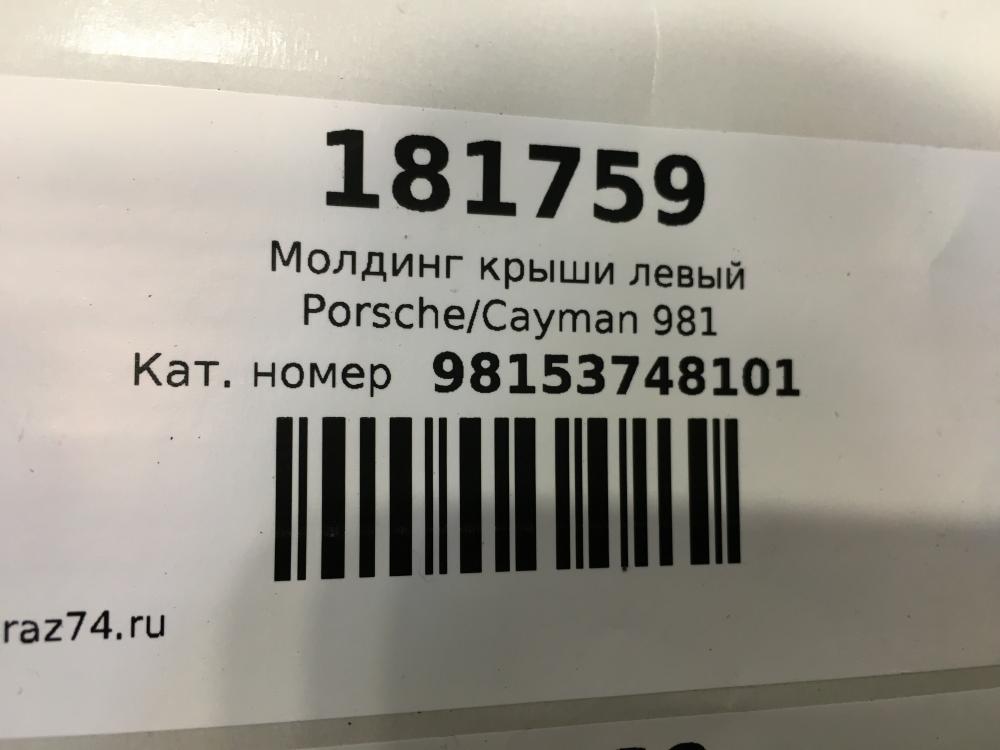 181759
Молдинг крыши левый
Porsche/Cayman 981
Кат. номер 98153748101
raz74.ru